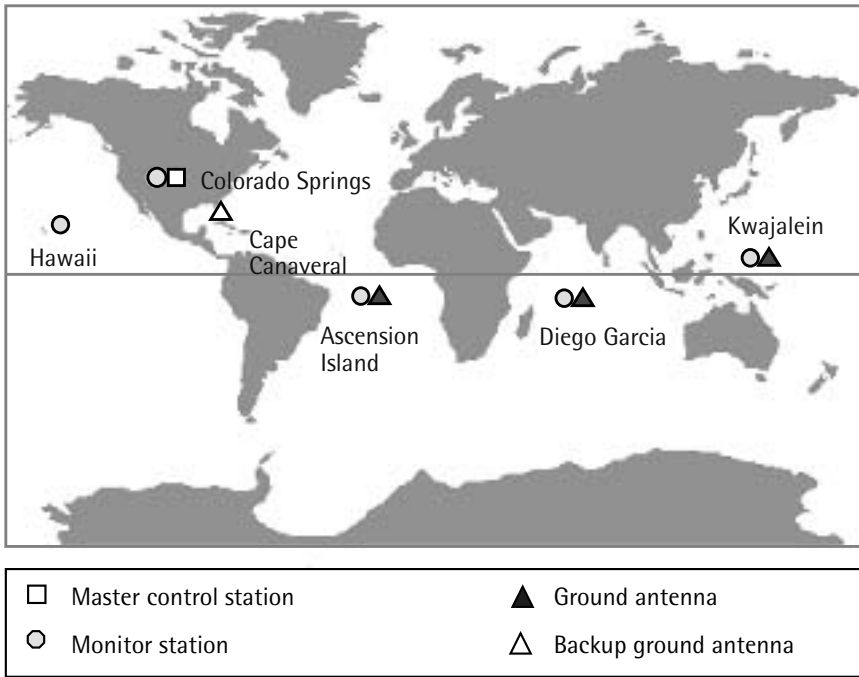 Colorado Springs
Kwajalein
Hawaii
Cape
Canaveral
Ascension
Island
Diego Garcia
Master control station
Ground antenna
Monitor station
Backup ground antenna